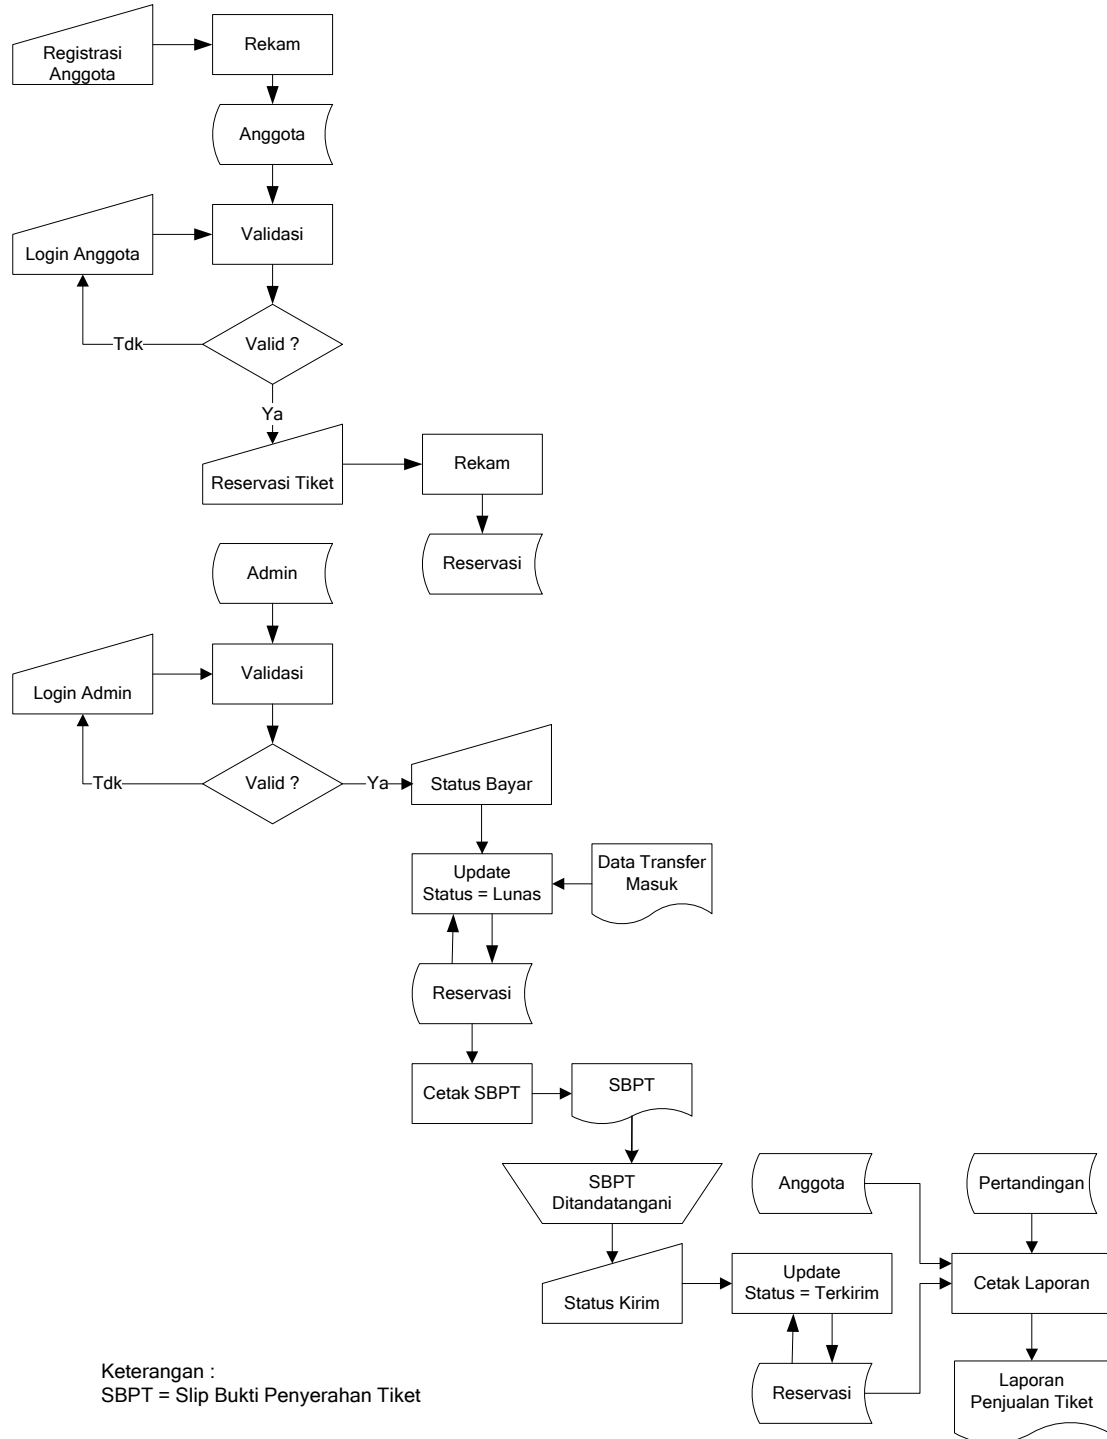 Registrasi
Anggota
Rekam
Anggota
Login Anggota
Validasi
Valid ?
Tdk
Ya
Reservasi Tiket
Rekam
Reservasi
Admin
Login Admin
Validasi
Valid ?
Tdk
Ya
Status Bayar
Update
Status = Lunas
Data Transfer
Masuk
Reservasi
Cetak SBPT
SBPT
SBPT
Ditandatangani
Anggota
Pertandingan
Status Kirim
Update
Status = Terkirim
Cetak Laporan
Reservasi
Laporan
Penjualan Tiket
Keterangan :
SBPT = Slip Bukti Penyerahan Tiket